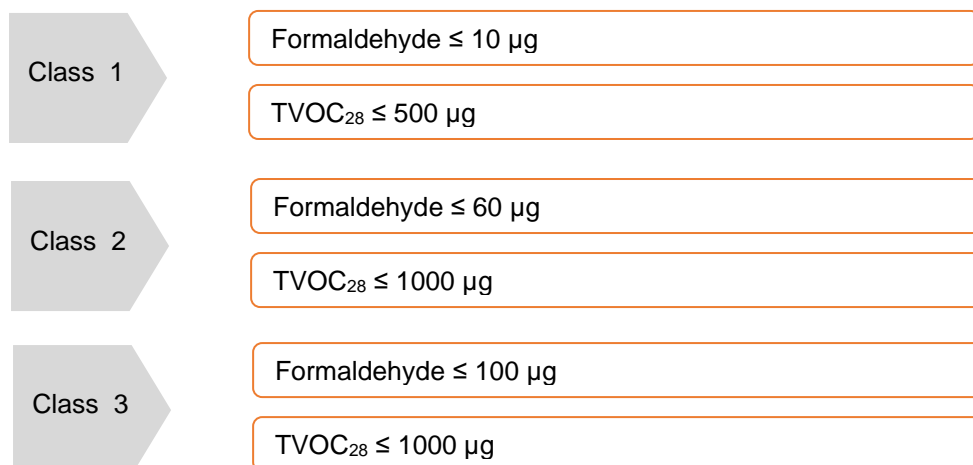 Class 1
Formaldehyde ≤ 10 µg
TVOC₂₈ ≤ 500 µg
Class 2
Formaldehyde ≤ 60 µg
TVOC₂₈ ≤ 1000 µg
Class 3
Formaldehyde ≤ 100 µg
TVOC₂₈ ≤ 1000 µg